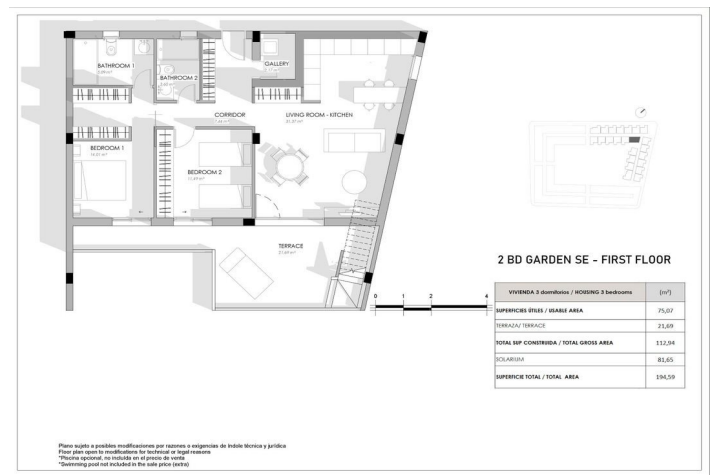 BATHROOM 1
BATHROOM 2
GALLERY
CORRIDOR
LIVING ROOM - KITCHEN
BEDROOM 1
BEDROOM 2
TERRACE
21,69 m²
0 1 2 4
2 BD GARDEN SE - FIRST FLOOR
VIVIENDA 3 dormitorios / HOUSING 3 bedrooms (m²)
SUPERFICIES ÚTILES / USABLE AREA 75,07
TERRAZA/ TERRACE 21,69
TOTAL SUP CONSTRUIDA / TOTAL GROSS AREA 112,94
SOLARIUM 81,65
SUPERFICIE TOTAL / TOTAL AREA 194,59
Plano sujeto a posibles modificaciones por razones o exigencias de índole técnica y jurídica
Floor plan open to modifications for technical or legal reasons
*Piscina opcional, no incluida en el precio de venta
*Swimming pool not included in the sale price (extra)